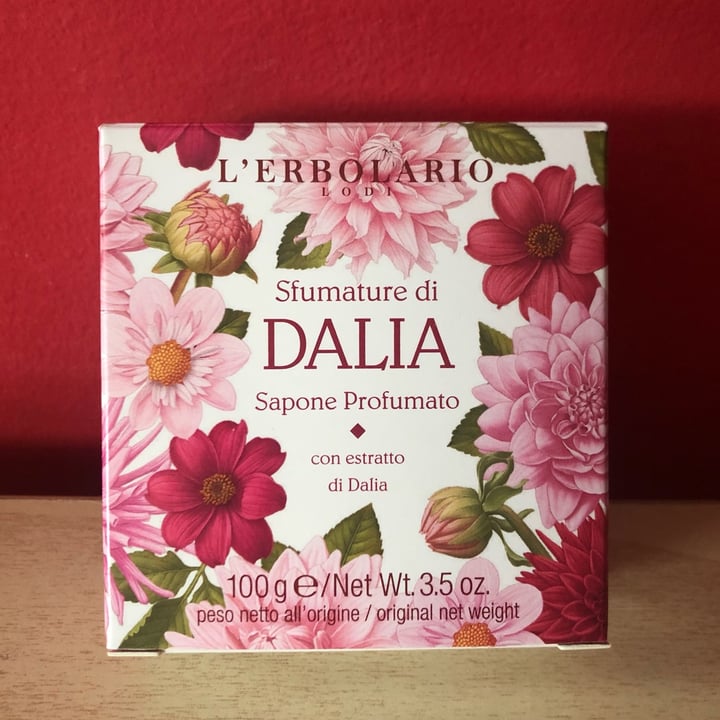 L'ERBOLARIO
LODI
Sfumature di
DALIA
Sapone Profumato
con estratto
di Dalia
100 g ℮/Net Wt. 3.5 oz.
peso netto all'origine / original net weight